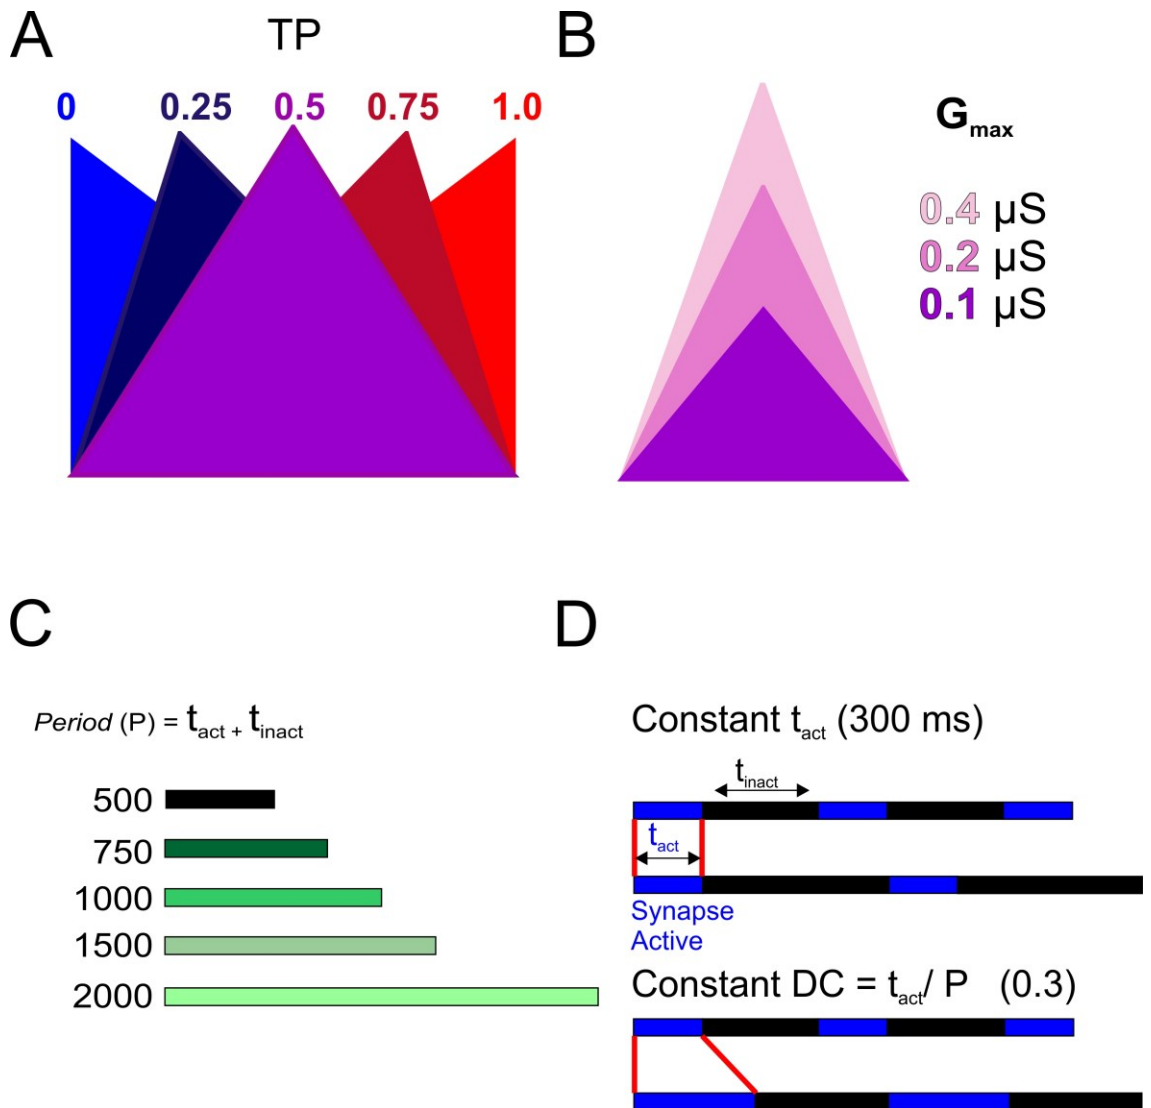 A
TP
0 0.25 0.5 0.75 1.0
B
Gmax
0.4 µS
0.2 µS
0.1 µS
C
Period (P) = tact + tinact
500
750
1000
1500
2000
D
Constant tact (300 ms)
tinact
tact
Synapse
Active
Constant DC = tact/ P (0.3)